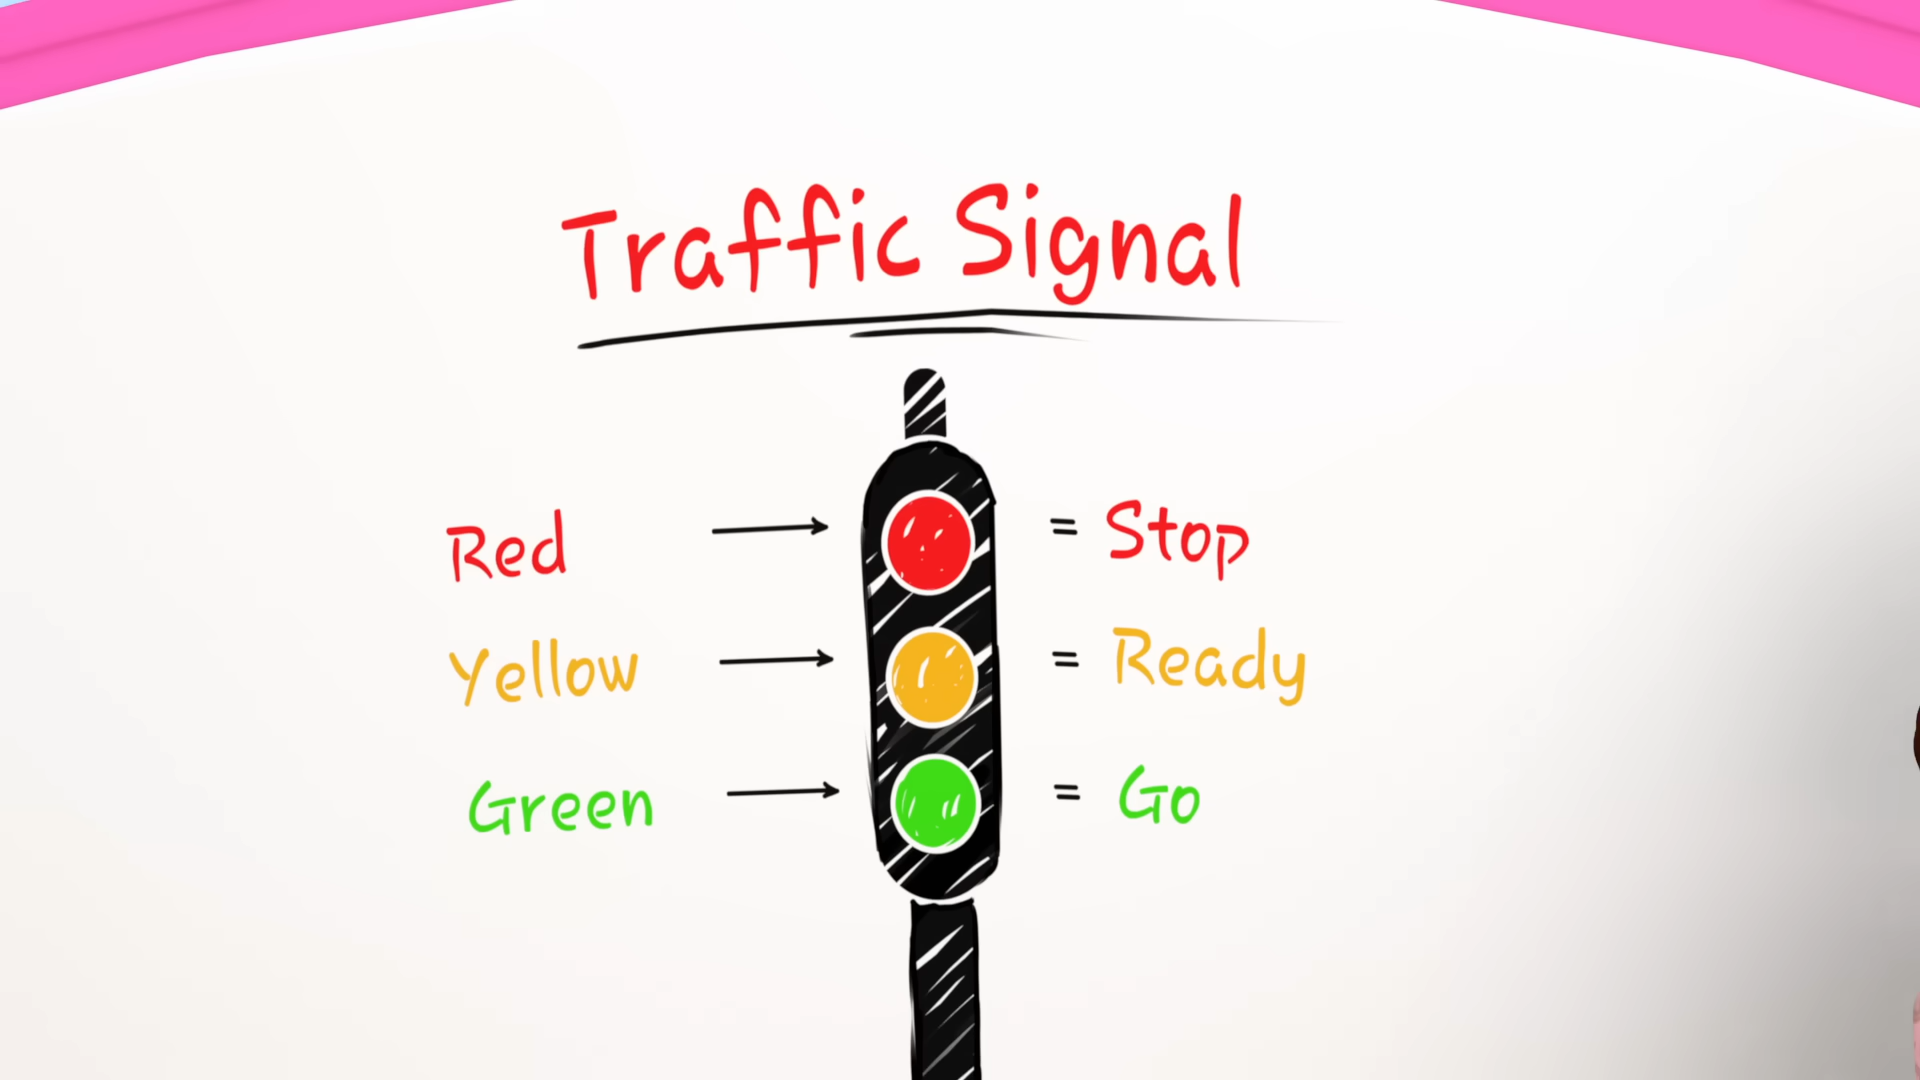 Traffic Signal
Red → = Stop
Yellow → = Ready
Green → = Go